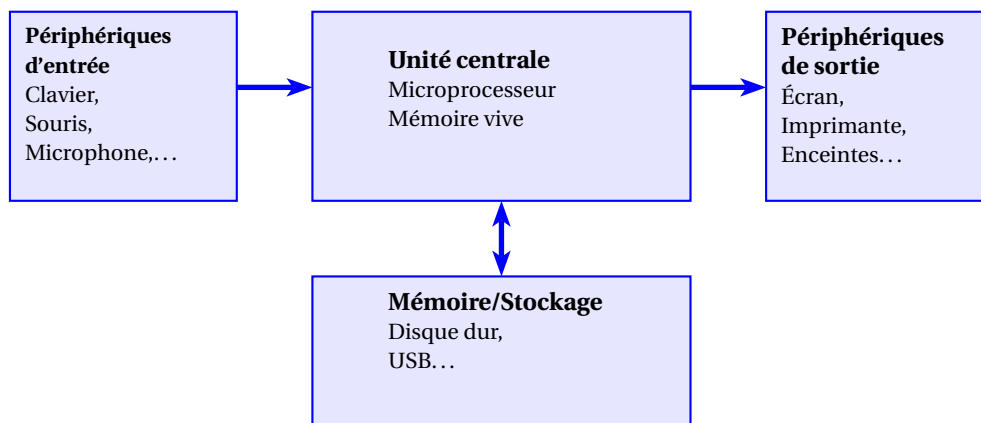 Périphériques
d'entrée
Clavier,
Souris,
Microphone,...
Unité centrale
Microprocesseur
Mémoire vive
Périphériques
de sortie
Écran,
Imprimante,
Enceintes...
Mémoire/Stockage
Disque dur,
USB...